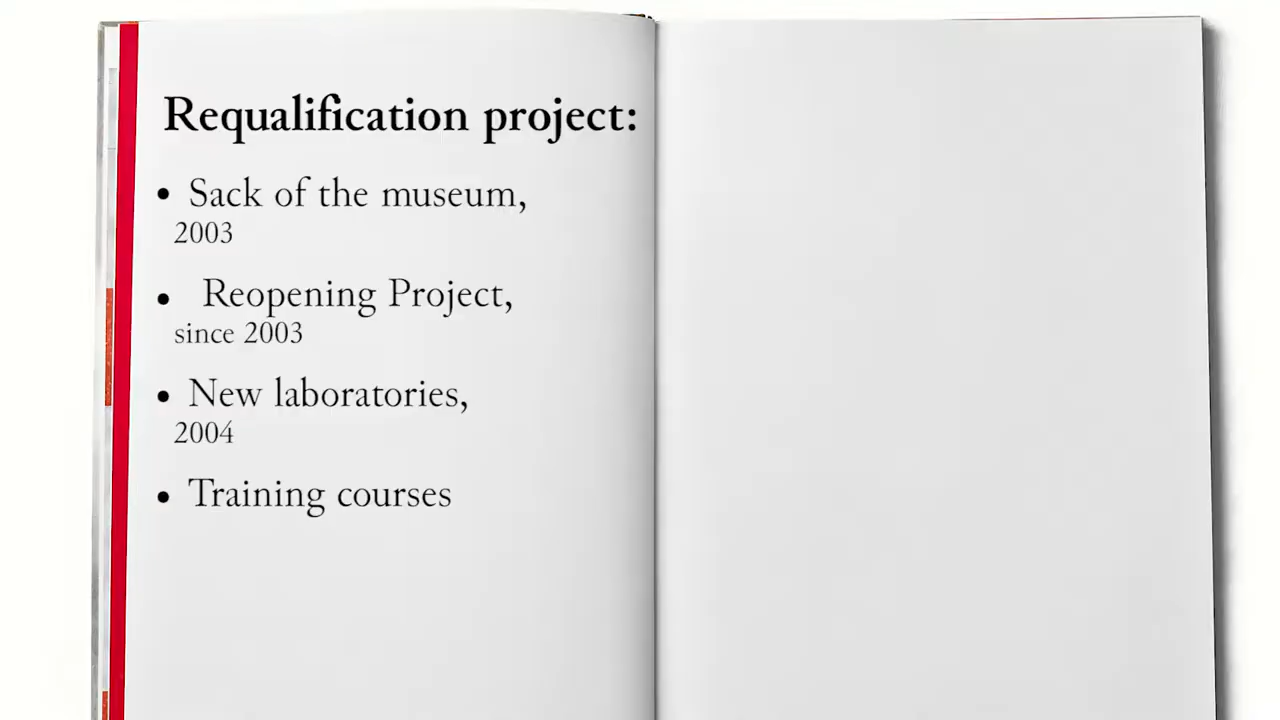 Requalification project:
• Sack of the museum,
2003
• Reopening Project,
since 2003
• New laboratories,
2004
• Training courses